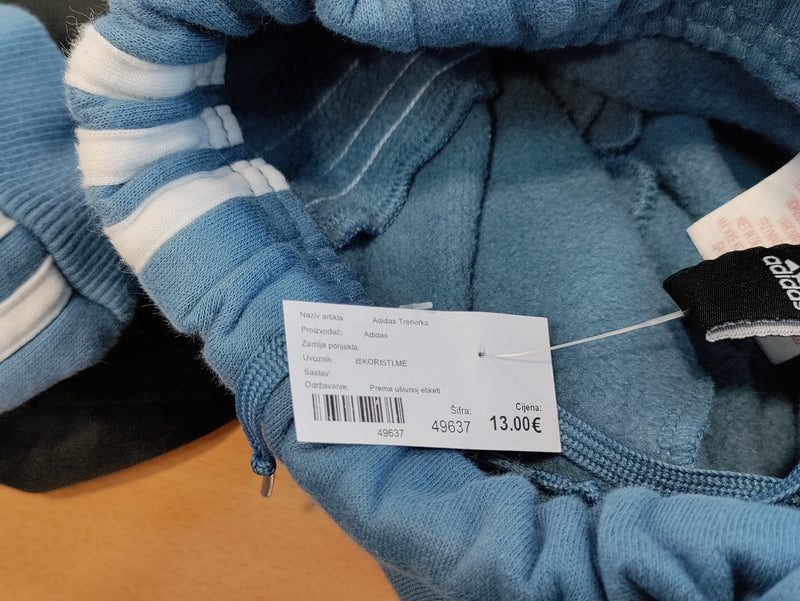 Naziv artikla: Adidas Trenerka
Proizvođač: Adidas
Zemlja porijekla:
Uvoznik: ISKORISTI.ME
Sastav:
Održavanje: Prema ušivnoj etiketi
49637
Šifra:
49637
Cijena:
13.00€
adidas